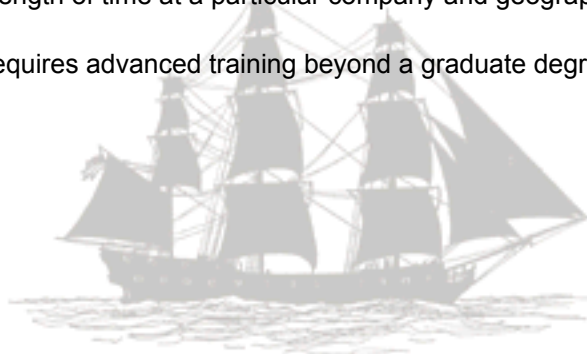 ength of time at a particular company and geograp
equires advanced training beyond a graduate degr